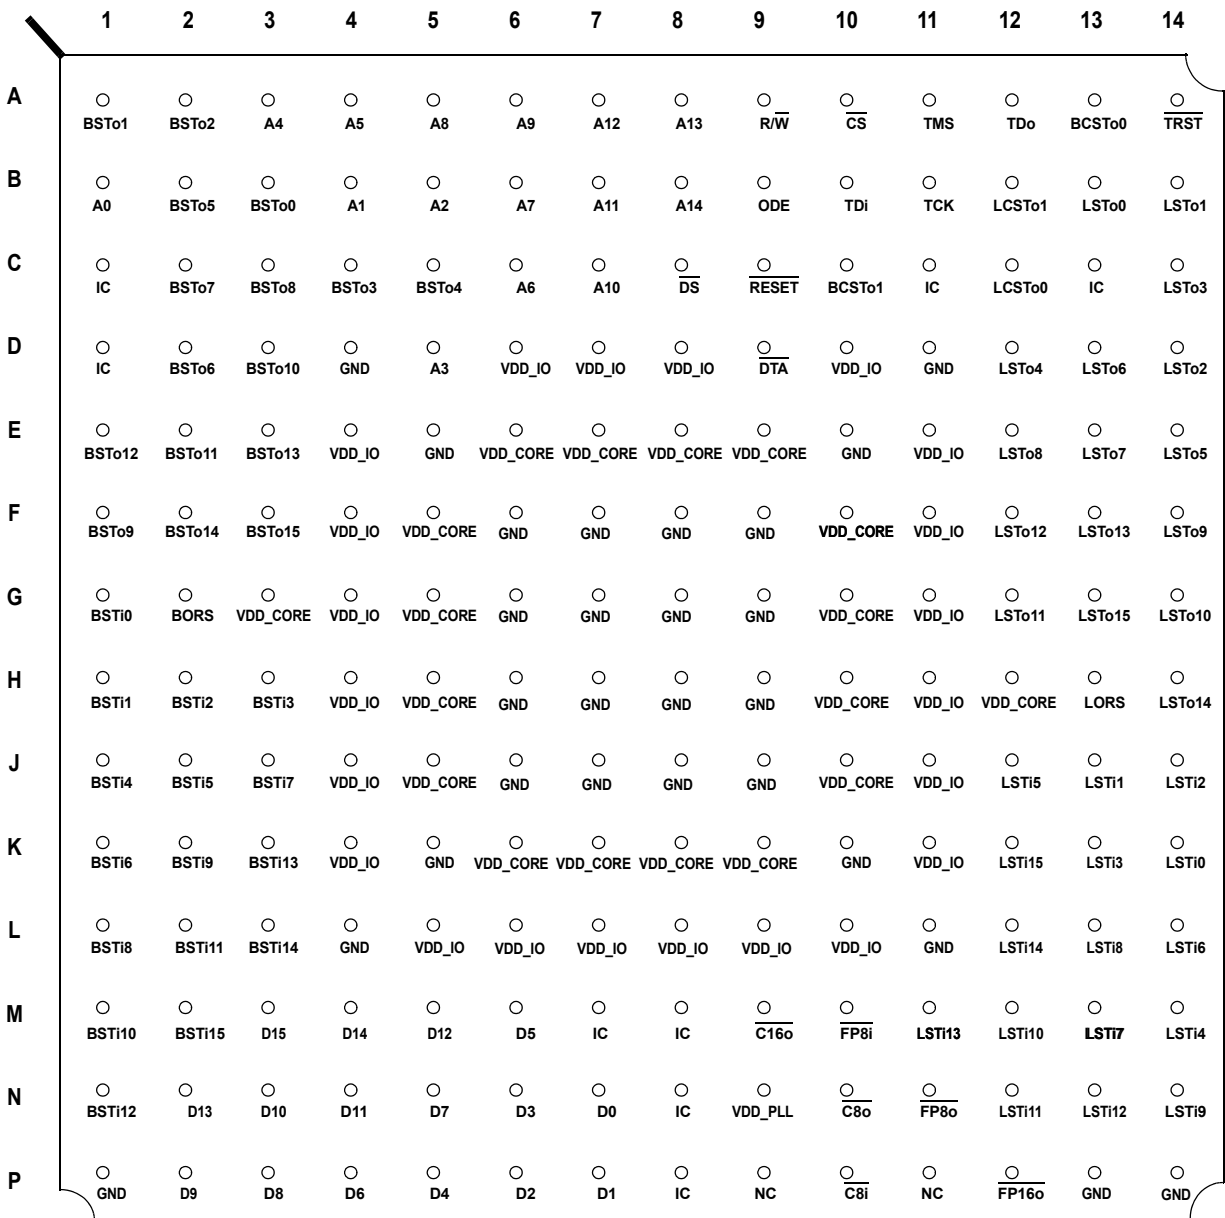 1 2 3 4 5 6 7 8 9 10 11 12 13 14
A
BSTo1 BSTo2 A4 A5 A8 A9 A12 A13 R/W CS TMS TDo BCSTo0 TRST
B
A0 BSTo5 BSTo0 A1 A2 A7 A11 A14 ODE TDi TCK LCSTo1 LSTo0 LSTo1
C
IC BSTo7 BSTo8 BSTo3 BSTo4 A6 A10 DS RESET BCSTo1 IC LCSTo0 IC LSTo3
D
IC BSTo6 BSTo10 GND A3 VDD_IO VDD_IO VDD_IO DTA VDD_IO GND LSTo4 LSTo6 LSTo2
E
BSTo12 BSTo11 BSTo13 VDD_IO GND VDD_CORE VDD_CORE VDD_CORE VDD_CORE GND VDD_IO LSTo8 LSTo7 LSTo5
F
BSTo9 BSTo14 BSTo15 VDD_IO VDD_CORE GND GND GND GND VDD_CORE VDD_IO LSTo12 LSTo13 LSTo9
G
BSTi0 BORS VDD_CORE VDD_IO VDD_CORE GND GND GND GND VDD_CORE VDD_IO LSTo11 LSTo15 LSTo10
H
BSTi1 BSTi2 BSTi3 VDD_IO VDD_CORE GND GND GND GND VDD_CORE VDD_IO VDD_CORE LORS LSTo14
J
BSTi4 BSTi5 BSTi7 VDD_IO VDD_CORE GND GND GND GND VDD_CORE VDD_IO LSTi5 LSTi1 LSTi2
K
BSTi6 BSTi9 BSTi13 VDD_IO GND VDD_CORE VDD_CORE VDD_CORE VDD_CORE GND VDD_IO LSTi15 LSTi3 LSTi0
L
BSTi8 BSTi11 BSTi14 GND VDD_IO VDD_IO VDD_IO VDD_IO VDD_IO VDD_IO GND LSTi14 LSTi8 LSTi6
M
BSTi10 BSTi15 D15 D14 D12 D5 IC IC C16o FP8i LSTi13 LSTi10 LSTi7 LSTi4
N
BSTi12 D13 D10 D11 D7 D3 D0 IC VDD_PLL C8o FP8o LSTi11 LSTi12 LSTi9
P
GND D9 D8 D6 D4 D2 D1 IC NC C8i NC FP16o GND GND